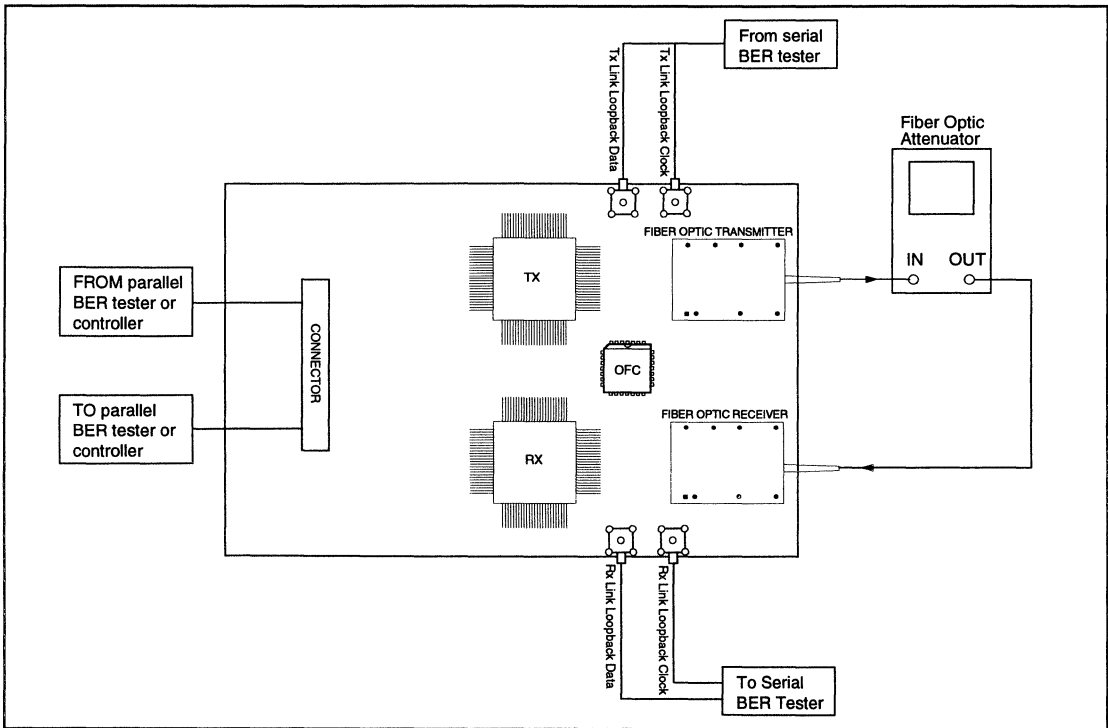 From serial
BER tester
Tx Link Loopback Data
Tx Link Loopback Clock
Fiber Optic
Attenuator
IN OUT
FIBER OPTIC TRANSMITTER
TX
FROM parallel
BER tester or
controller
CONNECTOR
OFC
TO parallel
BER tester or
controller
FIBER OPTIC RECEIVER
RX
Rx Link Loopback Data
Rx Link Loopback Clock
To Serial
BER Tester